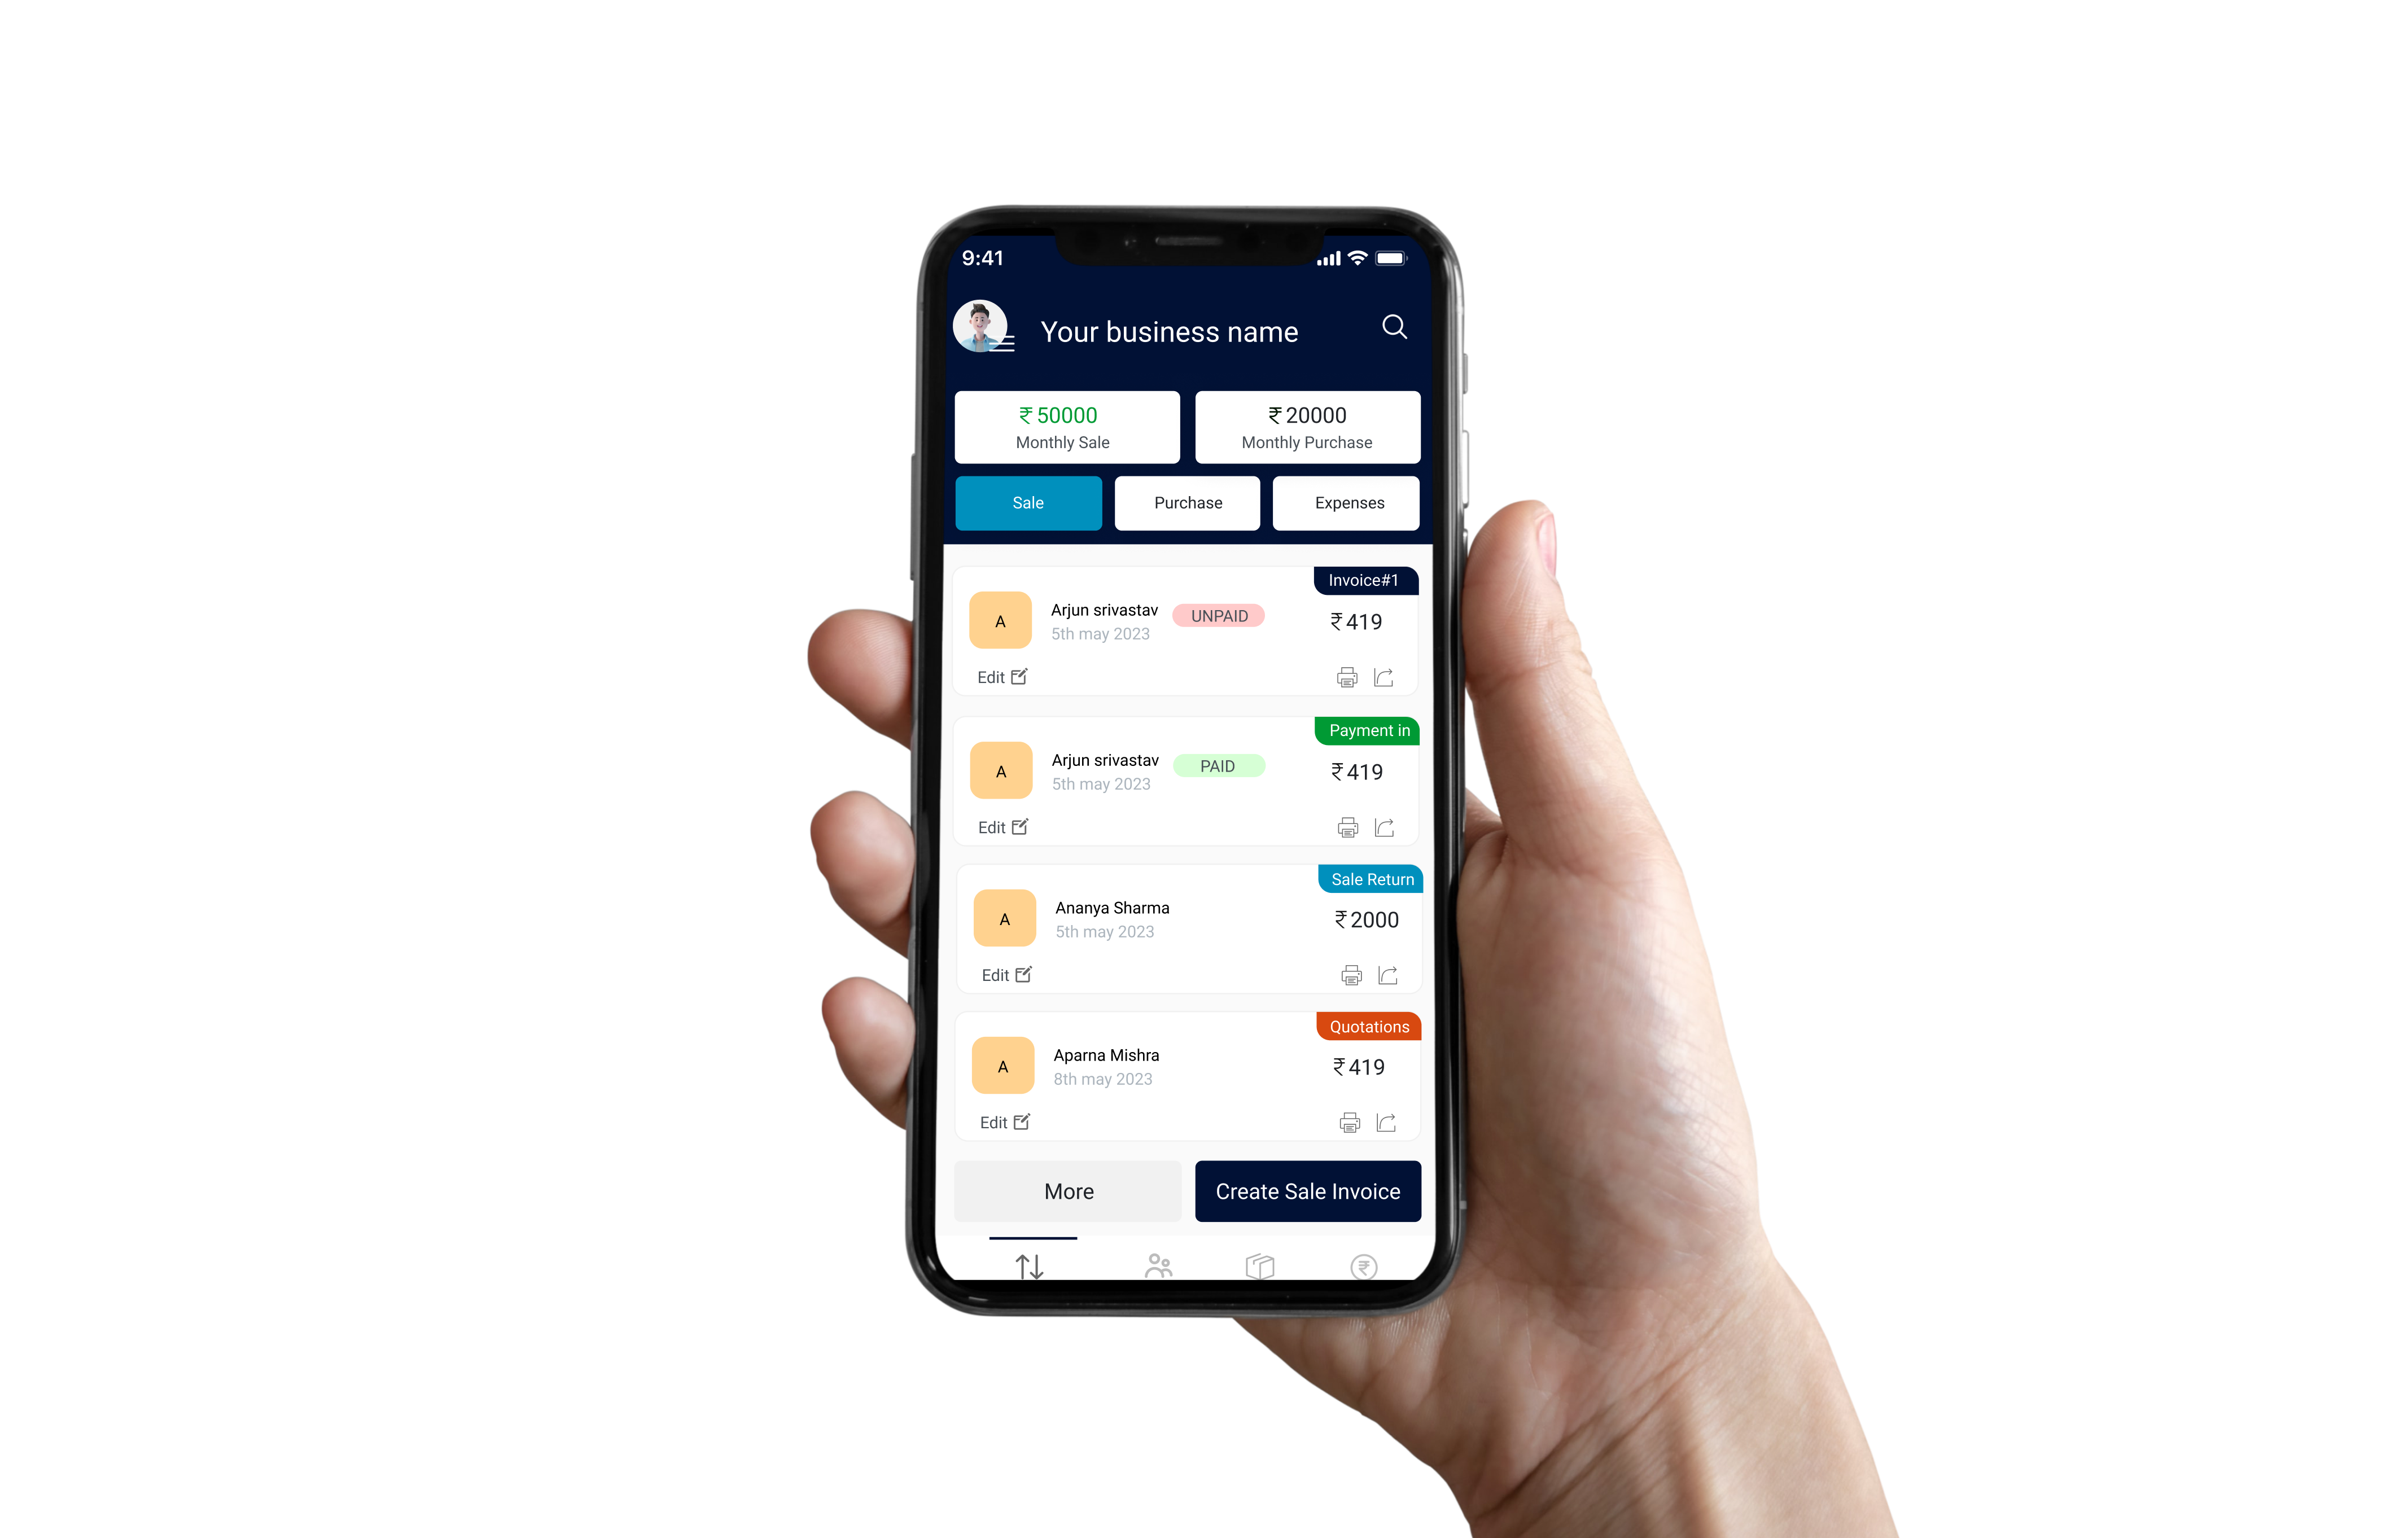 9:41
Your business name
₹ 50000
Monthly Sale
₹ 20000
Monthly Purchase
Sale
Purchase
Expenses
Invoice#1
A
Arjun srivastav
UNPAID
5th may 2023
₹ 419
Edit
Payment in
A
Arjun srivastav
PAID
5th may 2023
₹ 419
Edit
Sale Return
A
Ananya Sharma
5th may 2023
₹ 2000
Edit
Quotations
A
Aparna Mishra
8th may 2023
₹ 419
Edit
More
Create Sale Invoice
₹